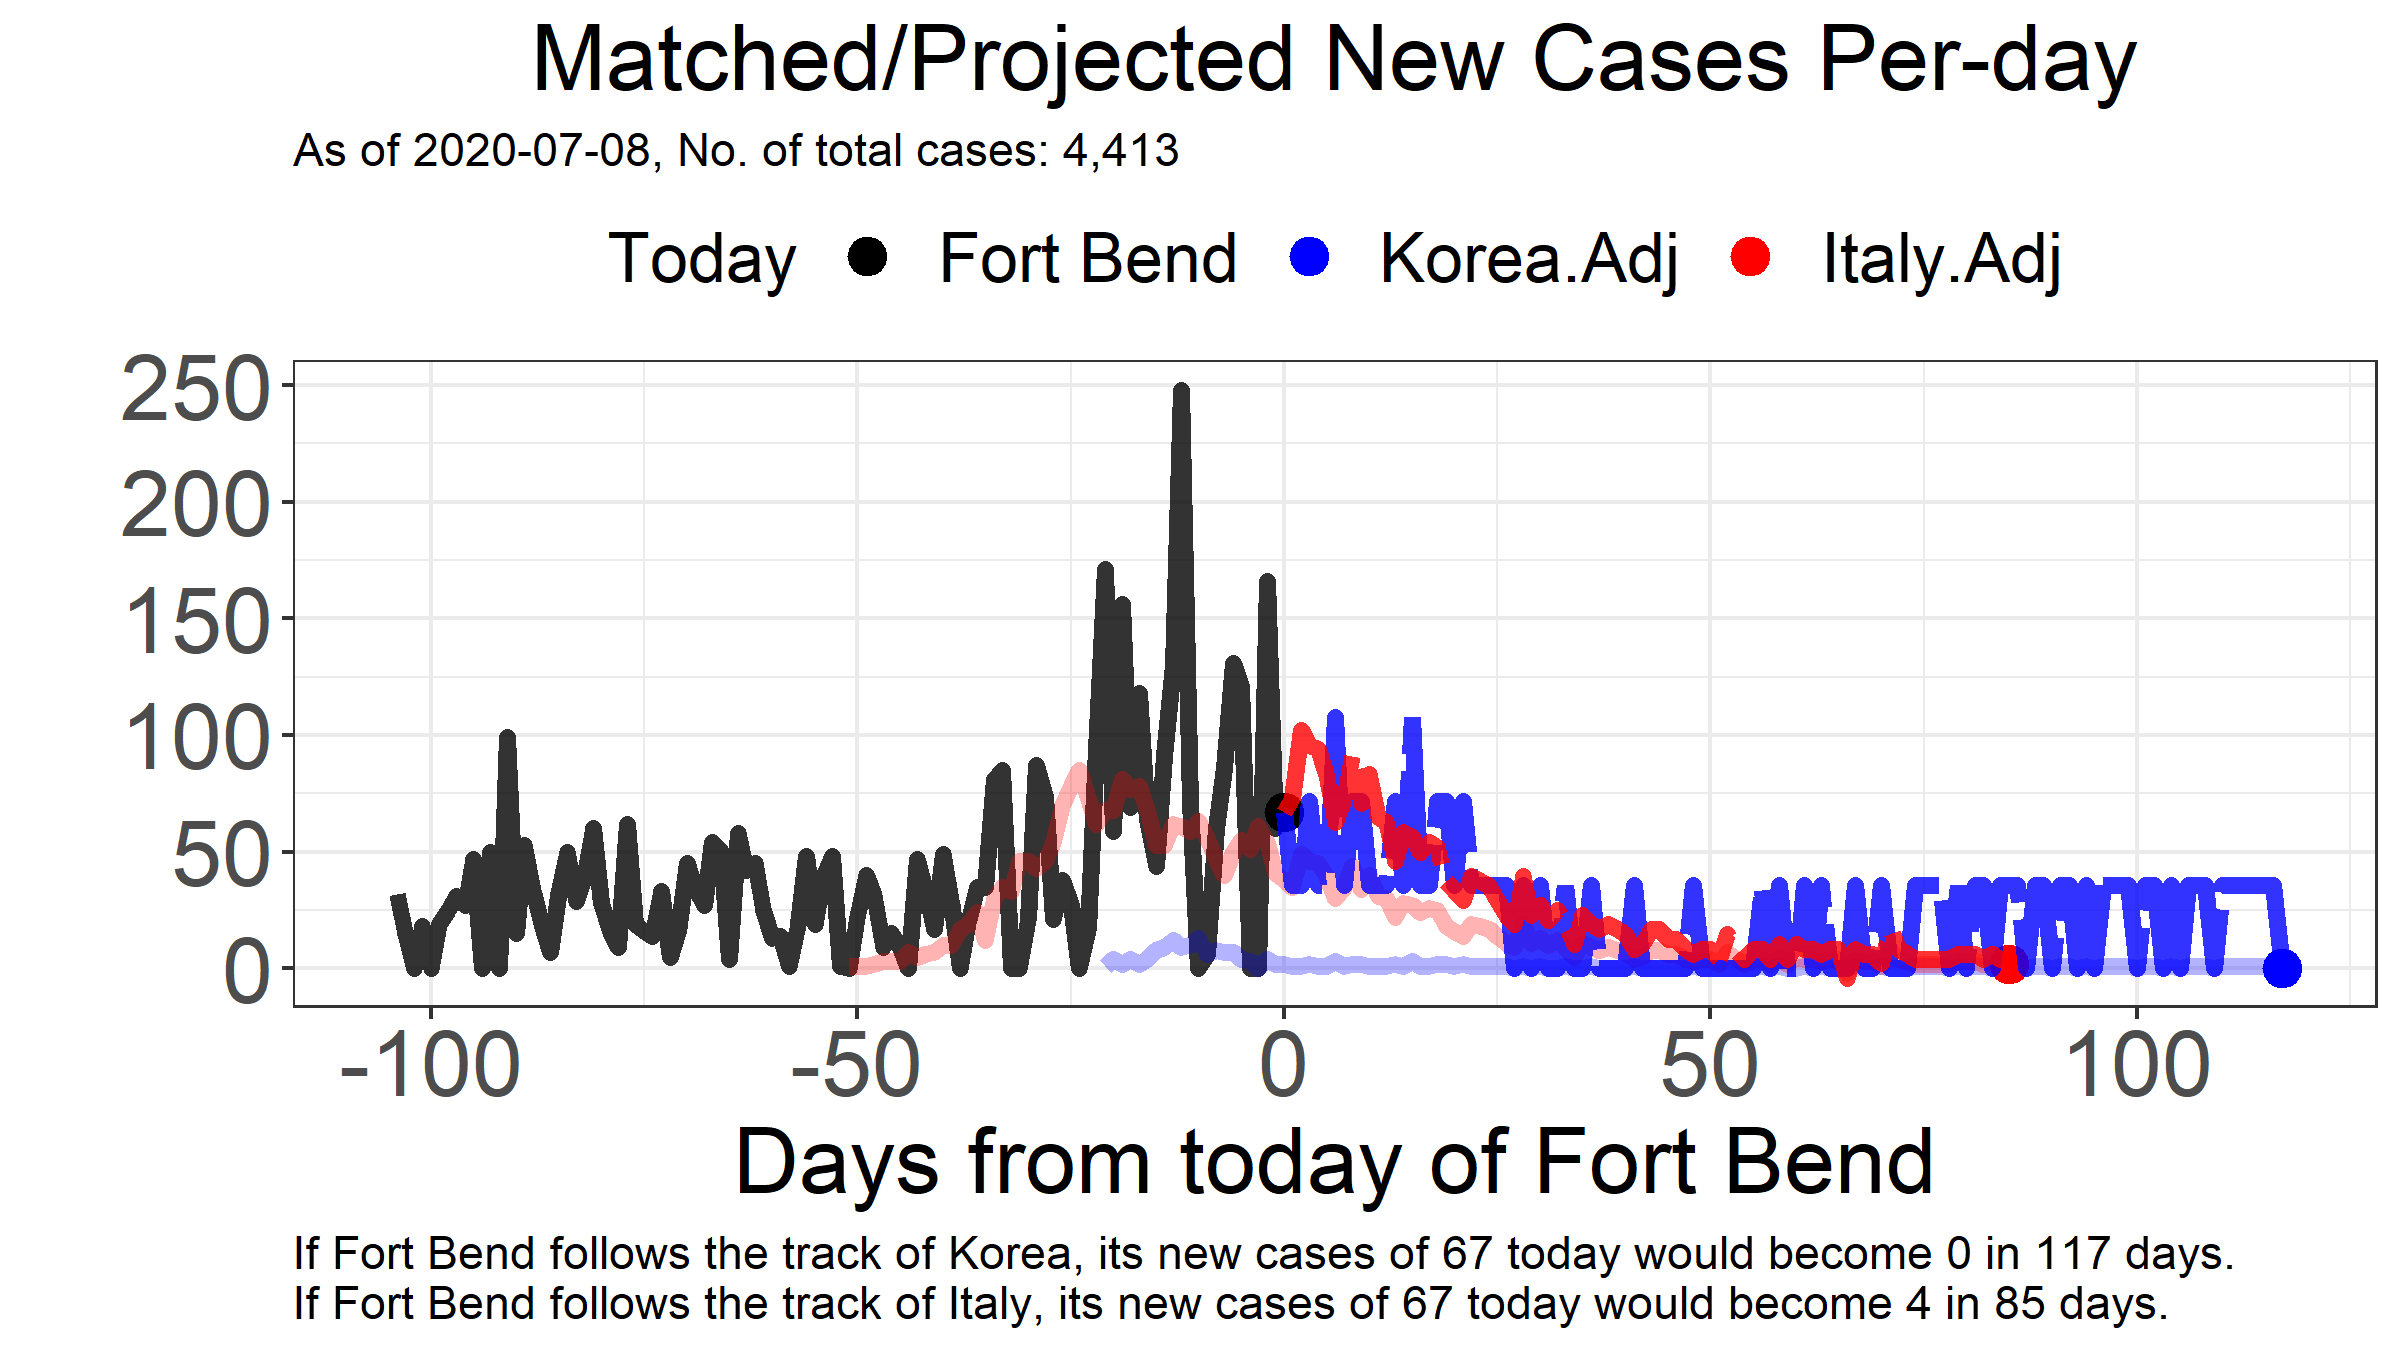 Matched/Projected New Cases Per-day
As of 2020-07-08, No. of total cases: 4,413
Today Fort Bend Korea.Adj Italy.Adj
250
200
150
100
50
0
-100 -50 0 50 100
Days from today of Fort Bend
If Fort Bend follows the track of Korea, its new cases of 67 today would become 0 in 117 days.
If Fort Bend follows the track of Italy, its new cases of 67 today would become 4 in 85 days.